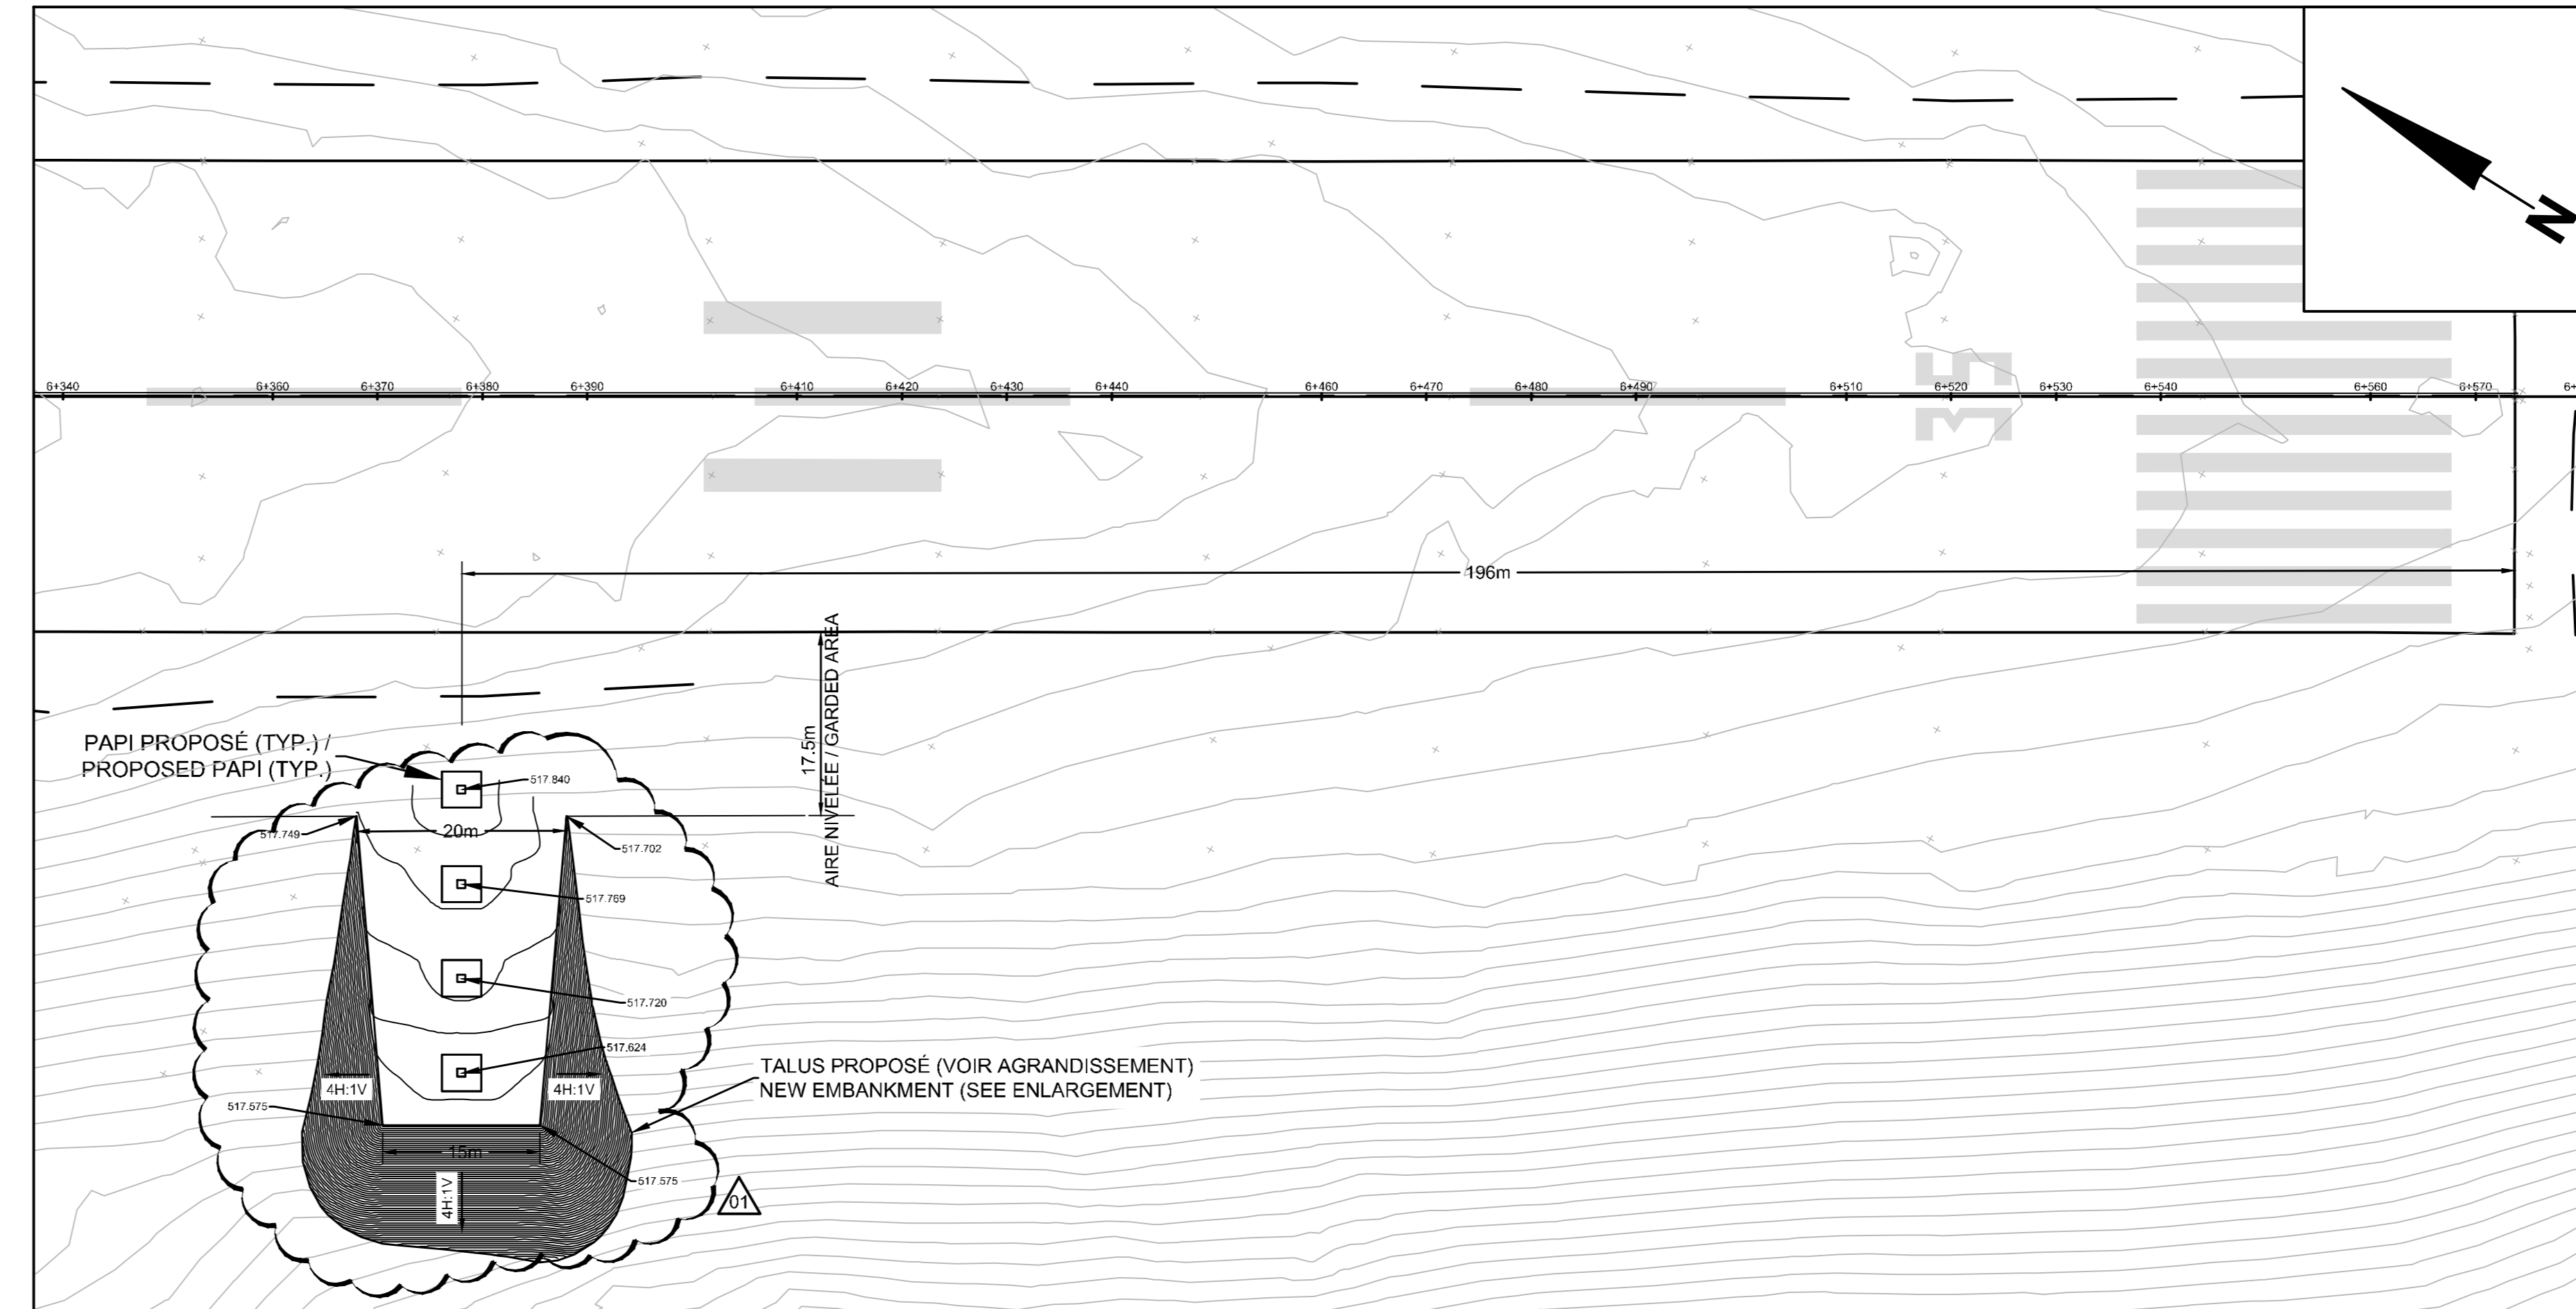 N
6+340
6+360
6+370
6+380
6+390
6+410
6+420
6+430
6+440
6+460
6+470
6+480
6+490
6+510
6+520
6+530
6+540
6+560
6+570
35
196m
17.5m
AIRE NIVELÉE / GARDED AREA
PAPI PROPOSÉ (TYP.) /
PROPOSED PAPI (TYP.)
517.840
517.749
20m
517.702
517.769
517.720
517.624
4H:1V
4H:1V
TALUS PROPOSÉ (VOIR AGRANDISSEMENT)
NEW EMBANKMENT (SEE ENLARGEMENT)
517.575
15m
517.575
4H:1V
01